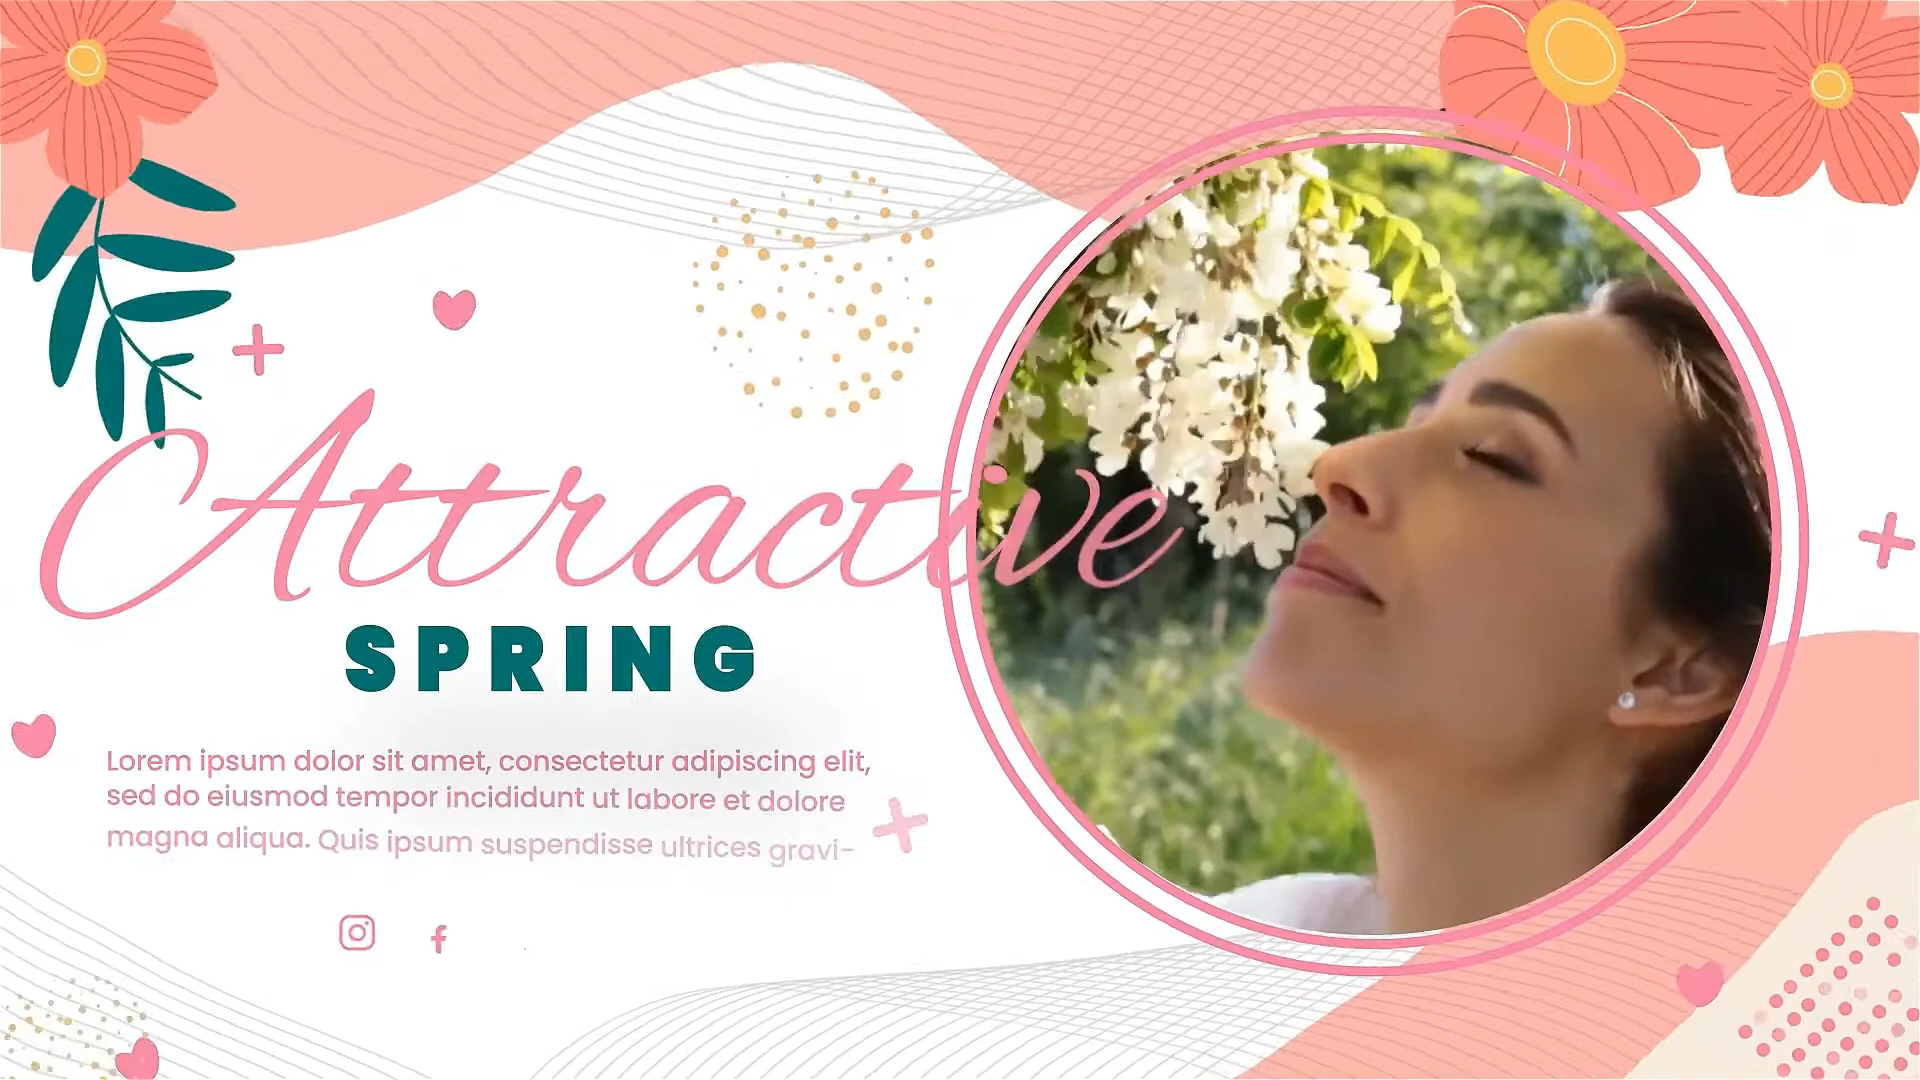 Attractive
SPRING
Lorem ipsum dolor sit amet, consectetur adipiscing elit,
sed do eiusmod tempor incididunt ut labore et dolore
magna aliqua. Quis ipsum suspendisse ultrices gravi-